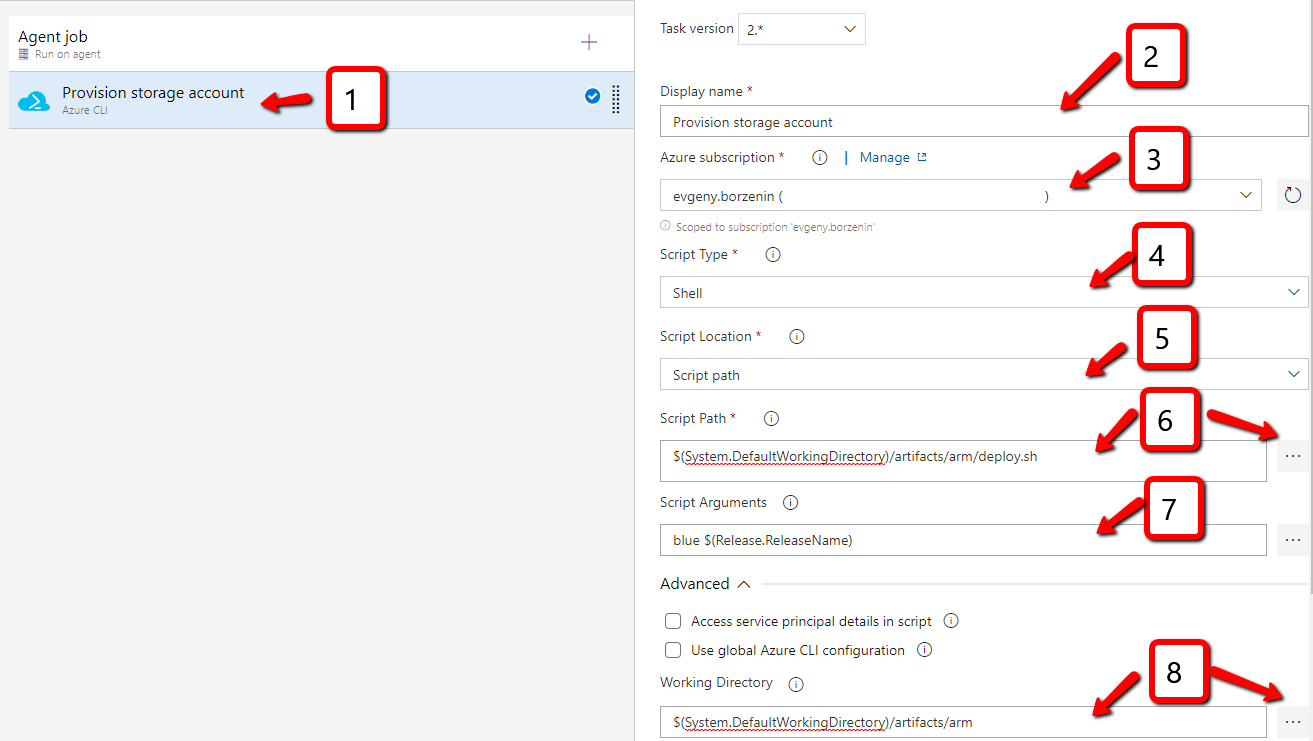 Agent job
Run on agent
Provision storage account
Azure CLI
1
Task version 2.*
2
Display name *
Provision storage account
Azure subscription * | Manage
3
evgeny.borzenin ( )
Scoped to subscription 'evgeny.borzenin'
Script Type *
4
Shell
Script Location *
5
Script path
Script Path *
6
$(System.DefaultWorkingDirectory)/artifacts/arm/deploy.sh
...
Script Arguments
7
blue $(Release.ReleaseName)
...
Advanced
Access service principal details in script
Use global Azure CLI configuration
Working Directory
8
$(System.DefaultWorkingDirectory)/artifacts/arm
...